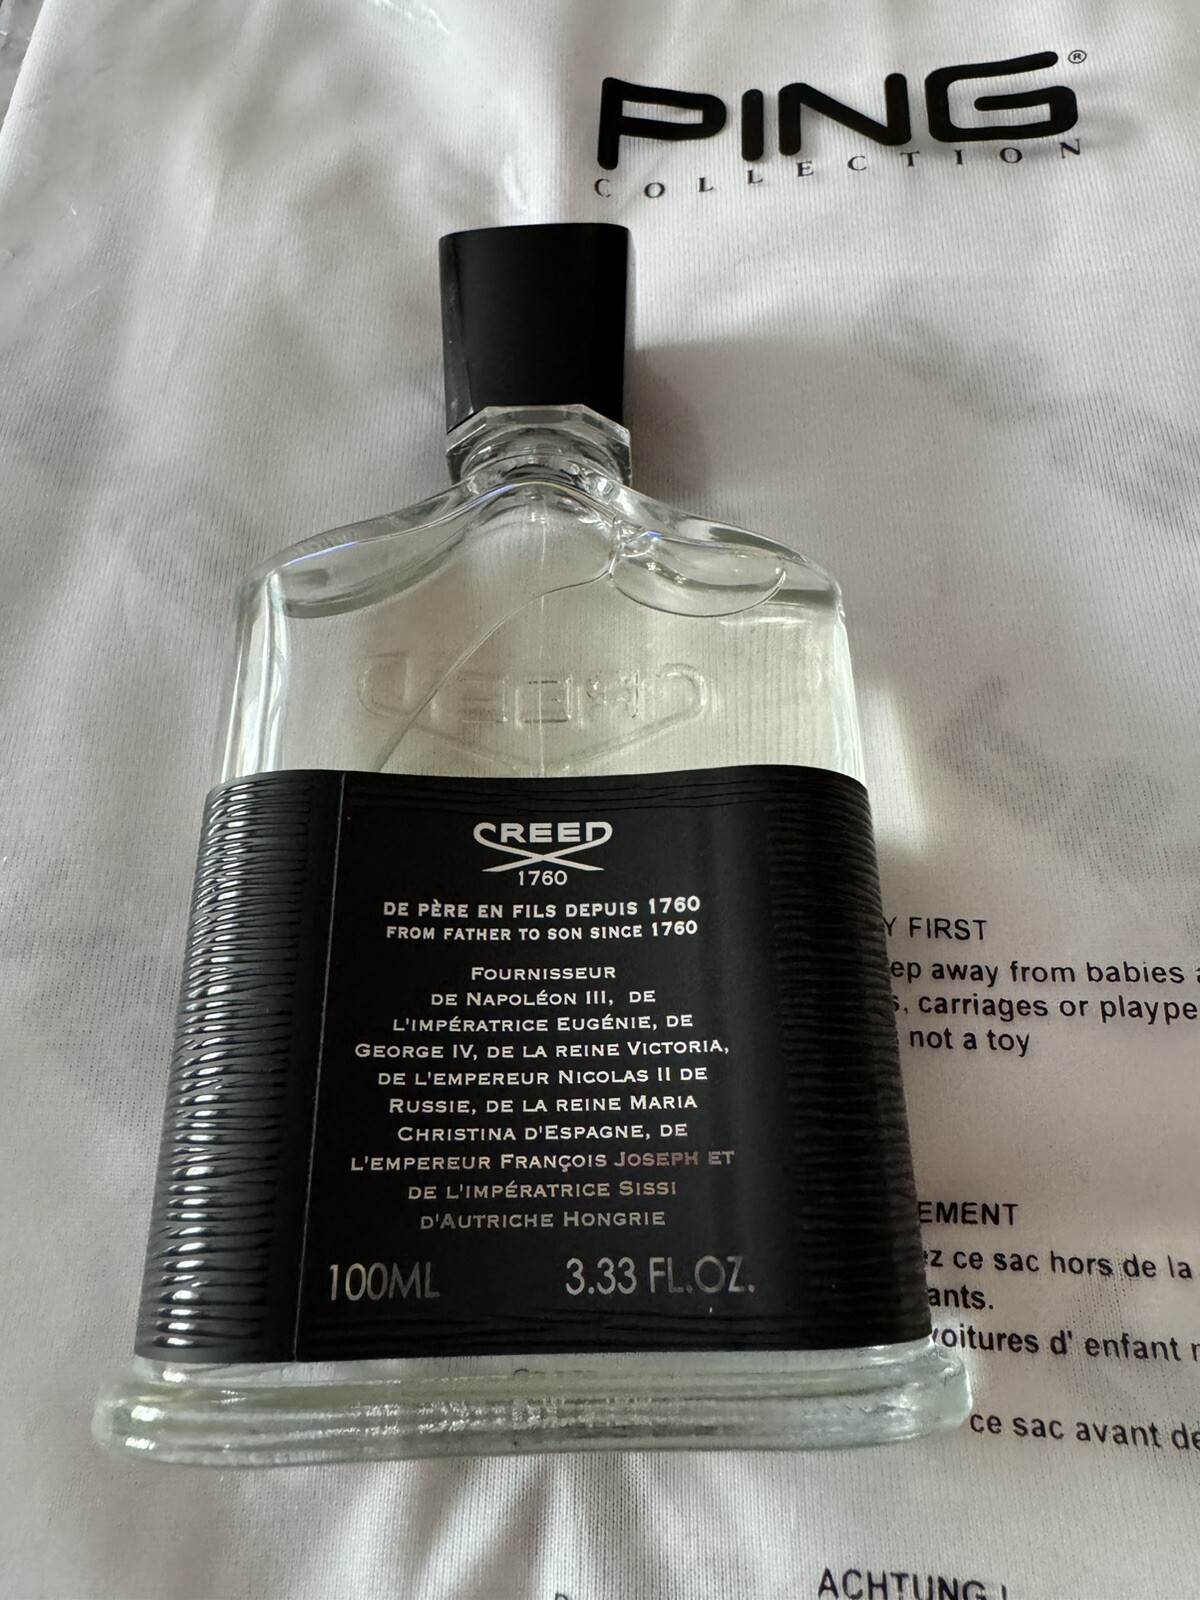 PING®
COLLECTION
CREED
CREED
1760
DE PÈRE EN FILS DEPUIS 1760
FROM FATHER TO SON SINCE 1760
FOURNISSEUR
DE NAPOLÉON III, DE
L'IMPÉRATRICE EUGÉNIE, DE
GEORGE IV, DE LA REINE VICTORIA,
DE L'EMPEREUR NICOLAS II DE
RUSSIE, DE LA REINE MARIA
CHRISTINA D'ESPAGNE, DE
L'EMPEREUR FRANÇOIS JOSEPH ET
DE L'IMPÉRATRICE SISSI
D'AUTRICHE HONGRIE
100ML 3.33 FL.OZ.
Y FIRST
ep away from babies
s, carriages or plaype
not a toy
EMENT
ez ce sac hors de la
ants.
voitures d' enfant
ce sac avant de
ACHTUNG !